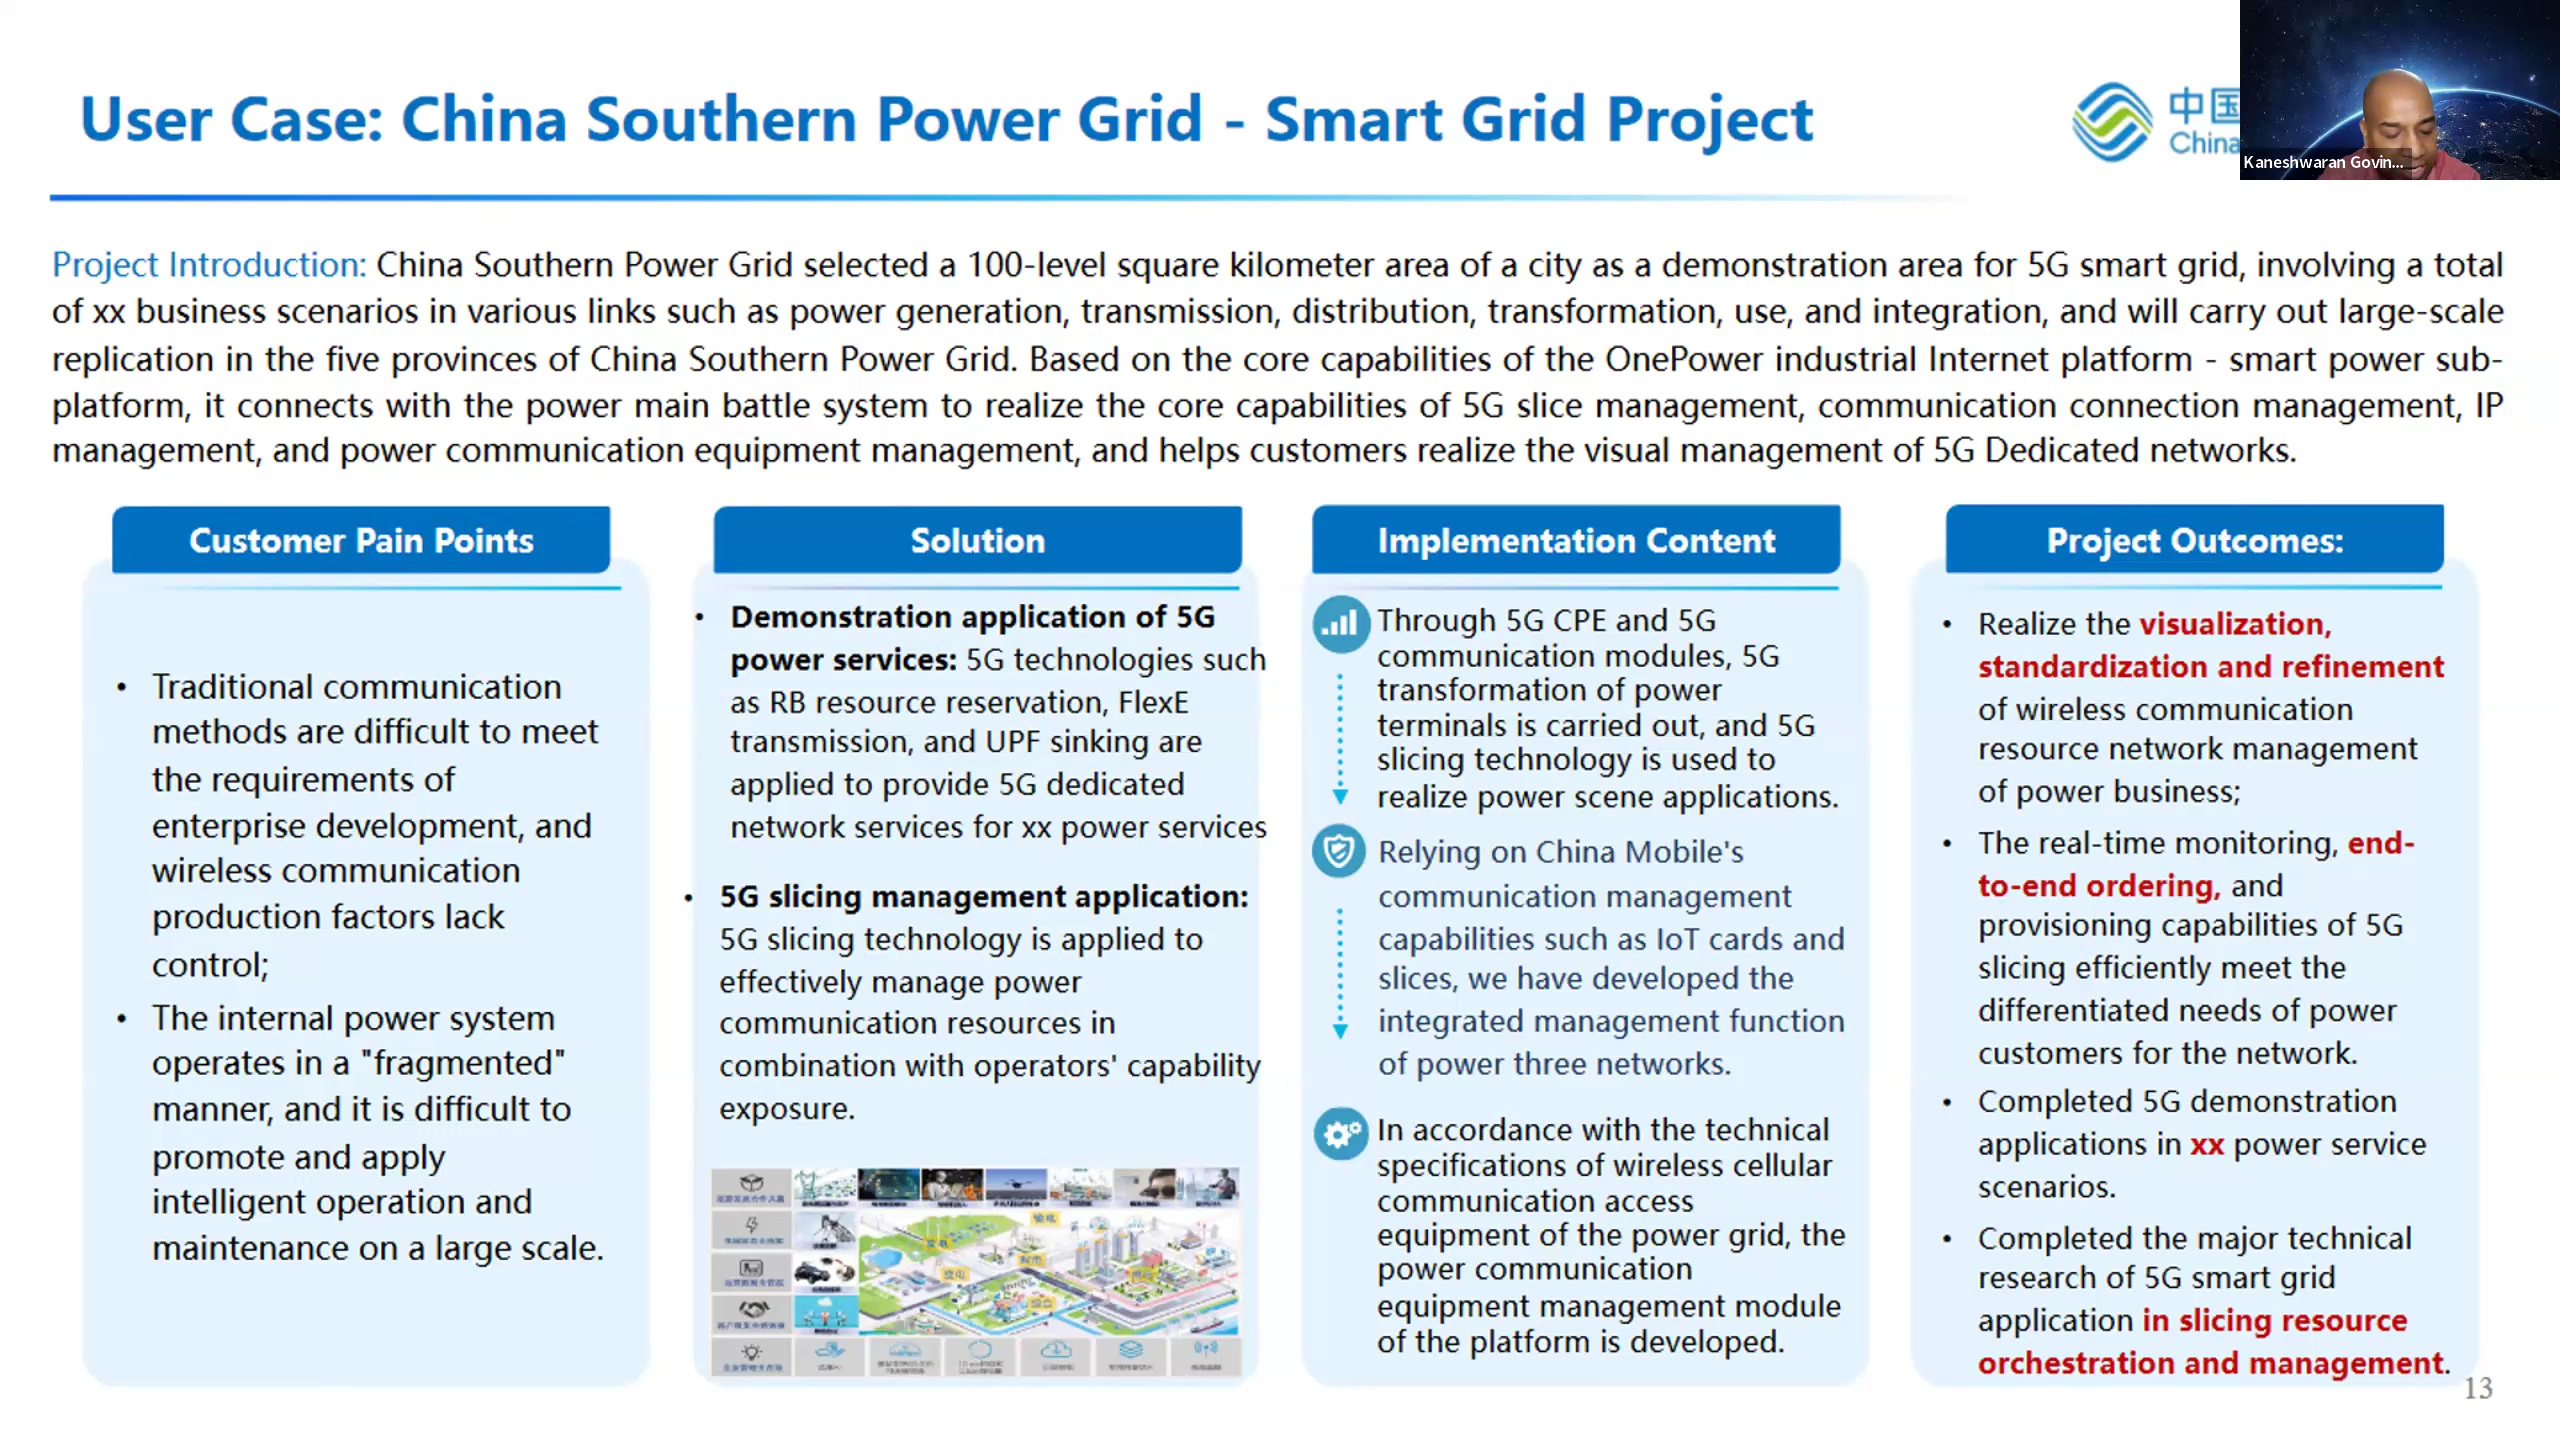 User Case: China Southern Power Grid - Smart Grid Project
中国
China
Kaneshwaran Govin...
Project Introduction: China Southern Power Grid selected a 100-level square kilometer area of a city as a demonstration area for 5G smart grid, involving a total
of xx business scenarios in various links such as power generation, transmission, distribution, transformation, use, and integration, and will carry out large-scale
replication in the five provinces of China Southern Power Grid. Based on the core capabilities of the OnePower industrial Internet platform - smart power sub-
platform, it connects with the power main battle system to realize the core capabilities of 5G slice management, communication connection management, IP
management, and power communication equipment management, and helps customers realize the visual management of 5G Dedicated networks.
Customer Pain Points
• Traditional communication
methods are difficult to meet
the requirements of
enterprise development, and
wireless communication
production factors lack
control;
• The internal power system
operates in a "fragmented"
manner, and it is difficult to
promote and apply
intelligent operation and
maintenance on a large scale.
Solution
• Demonstration application of 5G
power services: 5G technologies such
as RB resource reservation, FlexE
transmission, and UPF sinking are
applied to provide 5G dedicated
network services for xx power services
• 5G slicing management application:
5G slicing technology is applied to
effectively manage power
communication resources in
combination with operators' capability
exposure.
Implementation Content
Through 5G CPE and 5G
communication modules, 5G
transformation of power
terminals is carried out, and 5G
slicing technology is used to
realize power scene applications.
Relying on China Mobile's
communication management
capabilities such as IoT cards and
slices, we have developed the
integrated management function
of power three networks.
In accordance with the technical
specifications of wireless cellular
communication access
equipment of the power grid, the
power communication
equipment management module
of the platform is developed.
Project Outcomes:
• Realize the visualization,
standardization and refinement
of wireless communication
resource network management
of power business;
• The real-time monitoring, end-
to-end ordering, and
provisioning capabilities of 5G
slicing efficiently meet the
differentiated needs of power
customers for the network.
• Completed 5G demonstration
applications in xx power service
scenarios.
• Completed the major technical
research of 5G smart grid
application in slicing resource
orchestration and management.
13